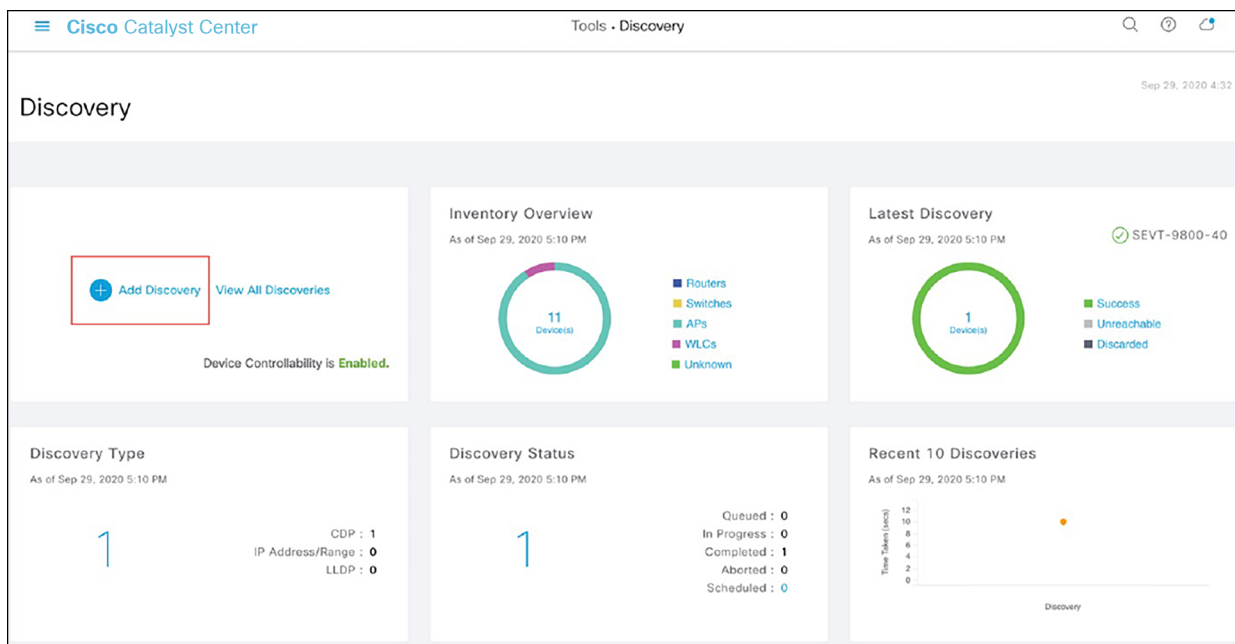 Cisco Catalyst Center
Tools • Discovery
Sep 29, 2020 4:32
Discovery
Add Discovery
View All Discoveries
Device Controllability is Enabled.
Inventory Overview
As of Sep 29, 2020 5:10 PM
11
Device(s)
Routers
Switches
APs
WLCs
Unknown
Latest Discovery
As of Sep 29, 2020 5:10 PM
SEVT-9800-40
1
Device(s)
Success
Unreachable
Discarded
Discovery Type
As of Sep 29, 2020 5:10 PM
1
CDP : 1
IP Address/Range : 0
LLDP : 0
Discovery Status
As of Sep 29, 2020 5:10 PM
1
Queued : 0
In Progress : 0
Completed : 1
Aborted : 0
Scheduled : 0
Recent 10 Discoveries
As of Sep 29, 2020 5:10 PM
Time Taken (secs)
12
10
8
6
4
2
0
Discovery